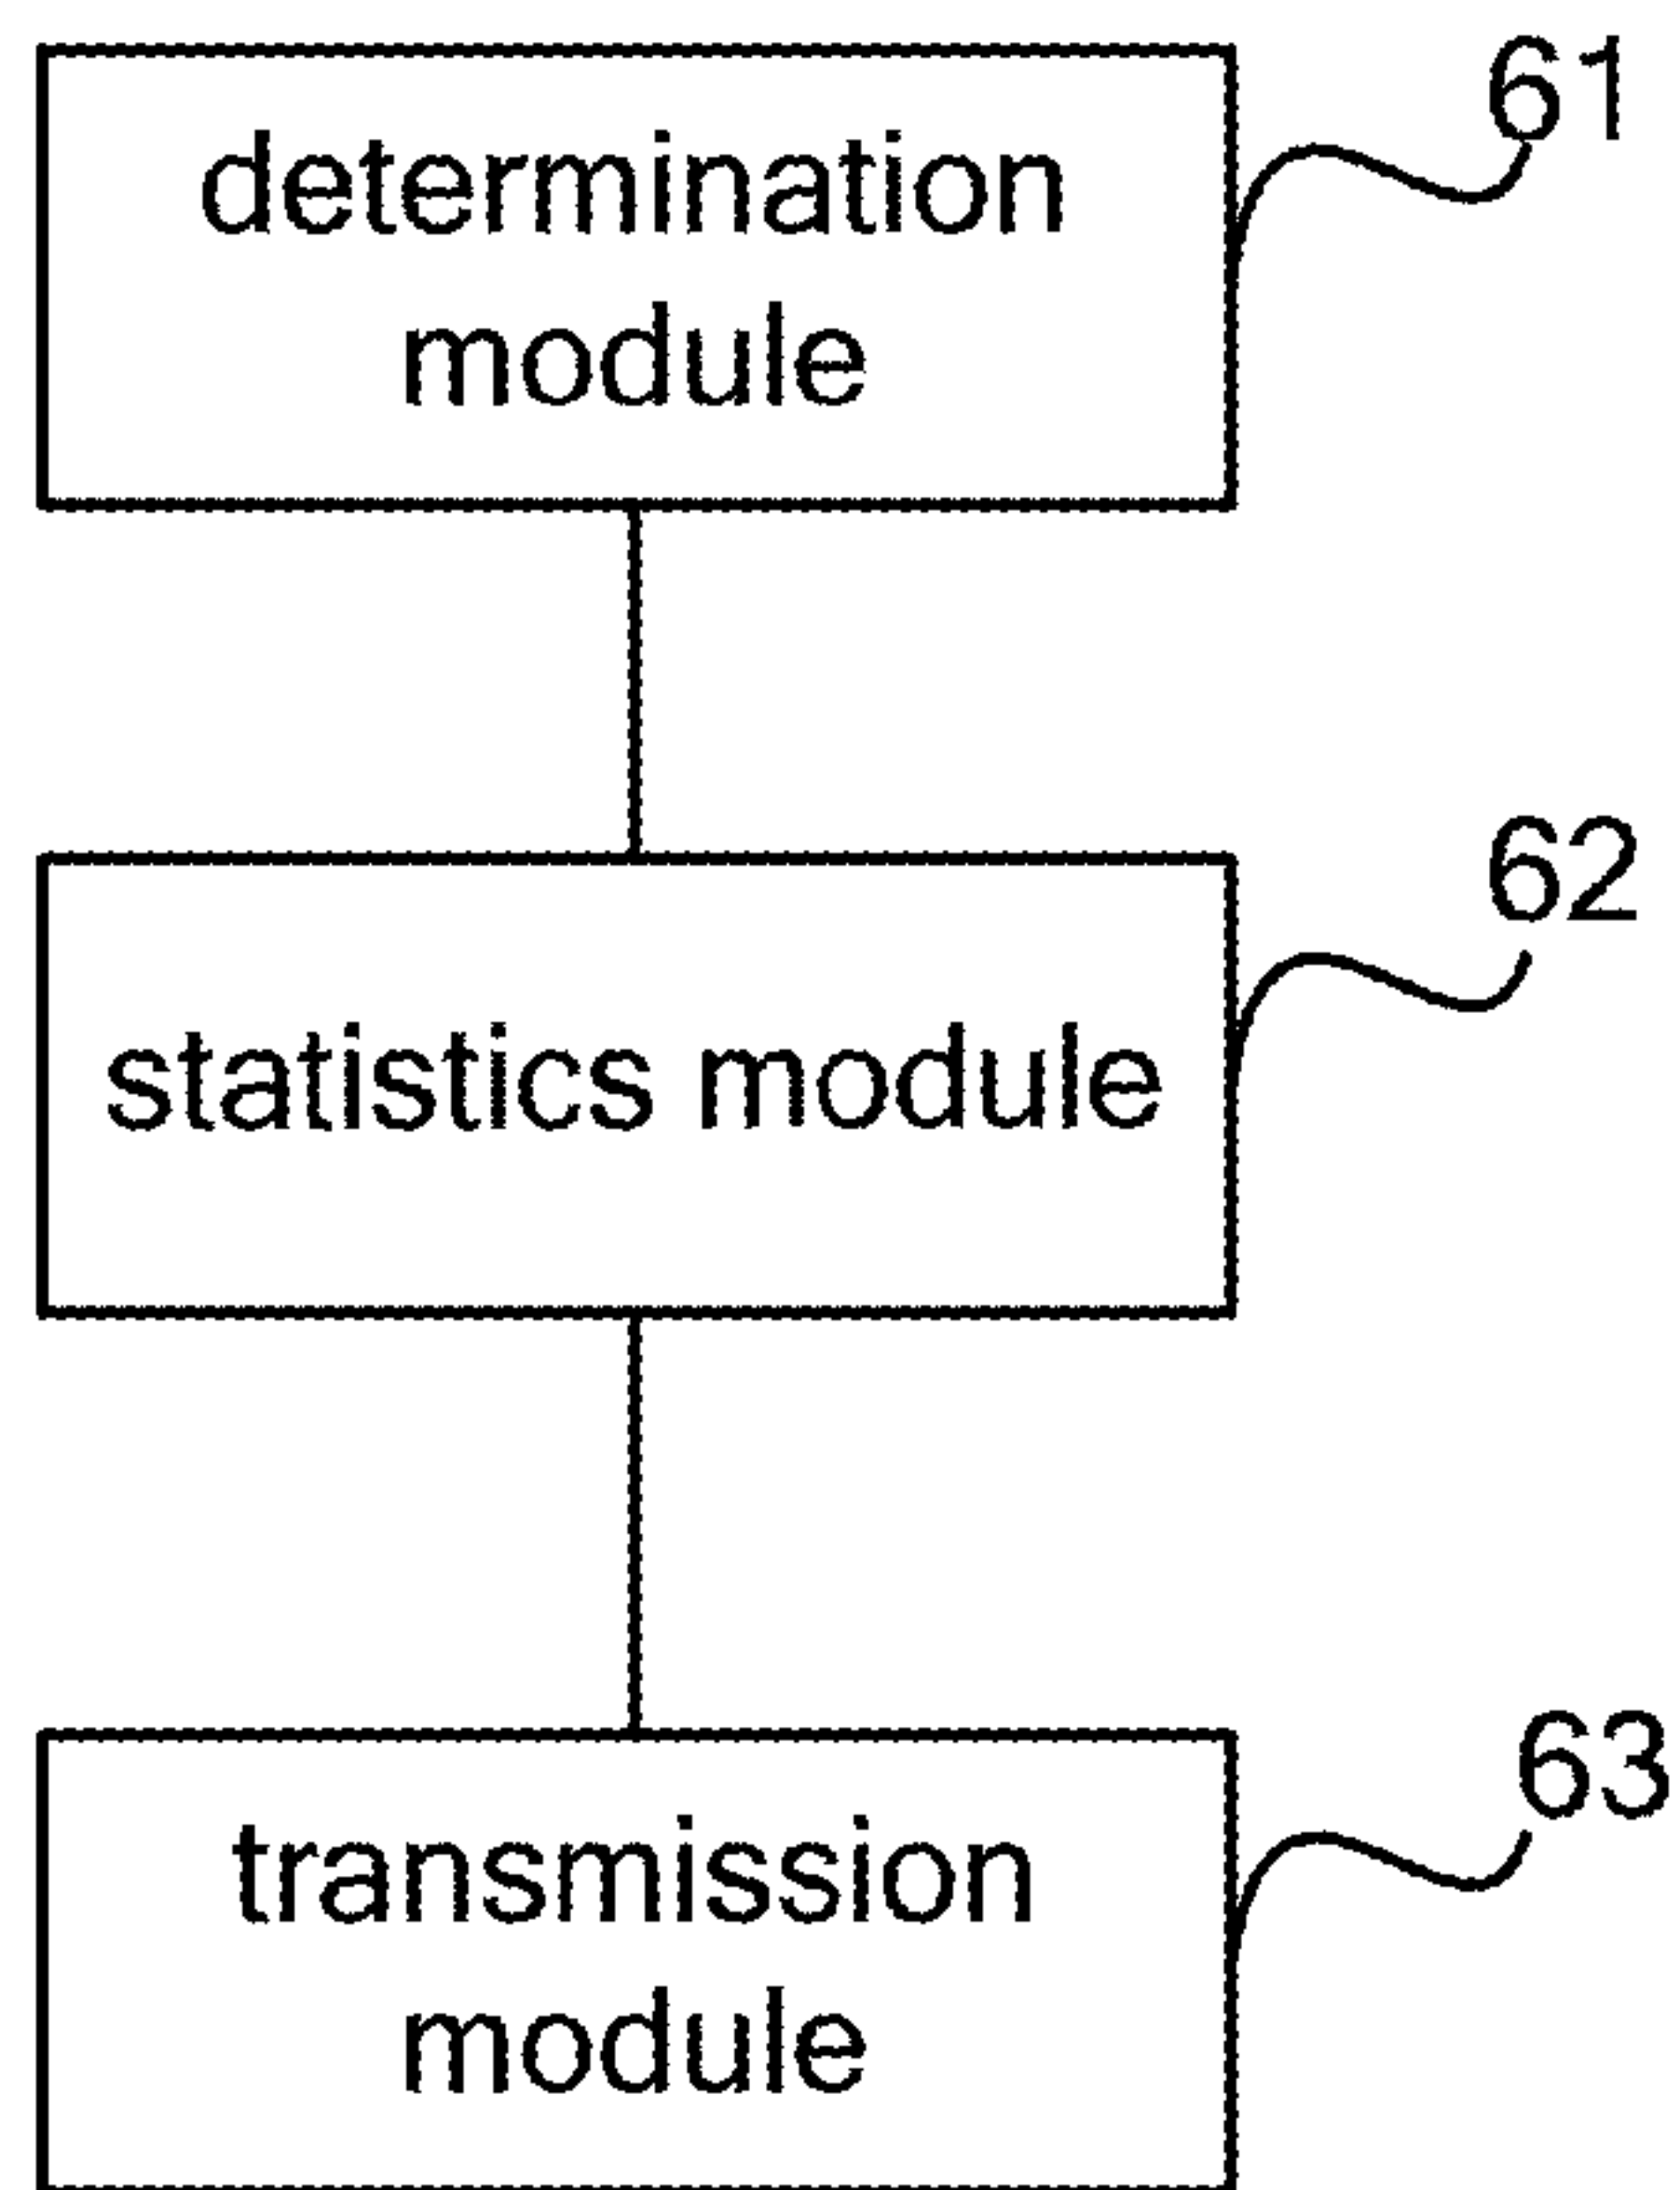 61
determination
module
62
statistics module
63
transmission
module